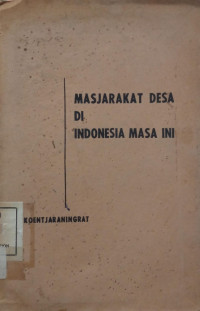 MASJARAKAT DESA
DI
INDONESIA MASA INI
KOENTJARANINGRAT